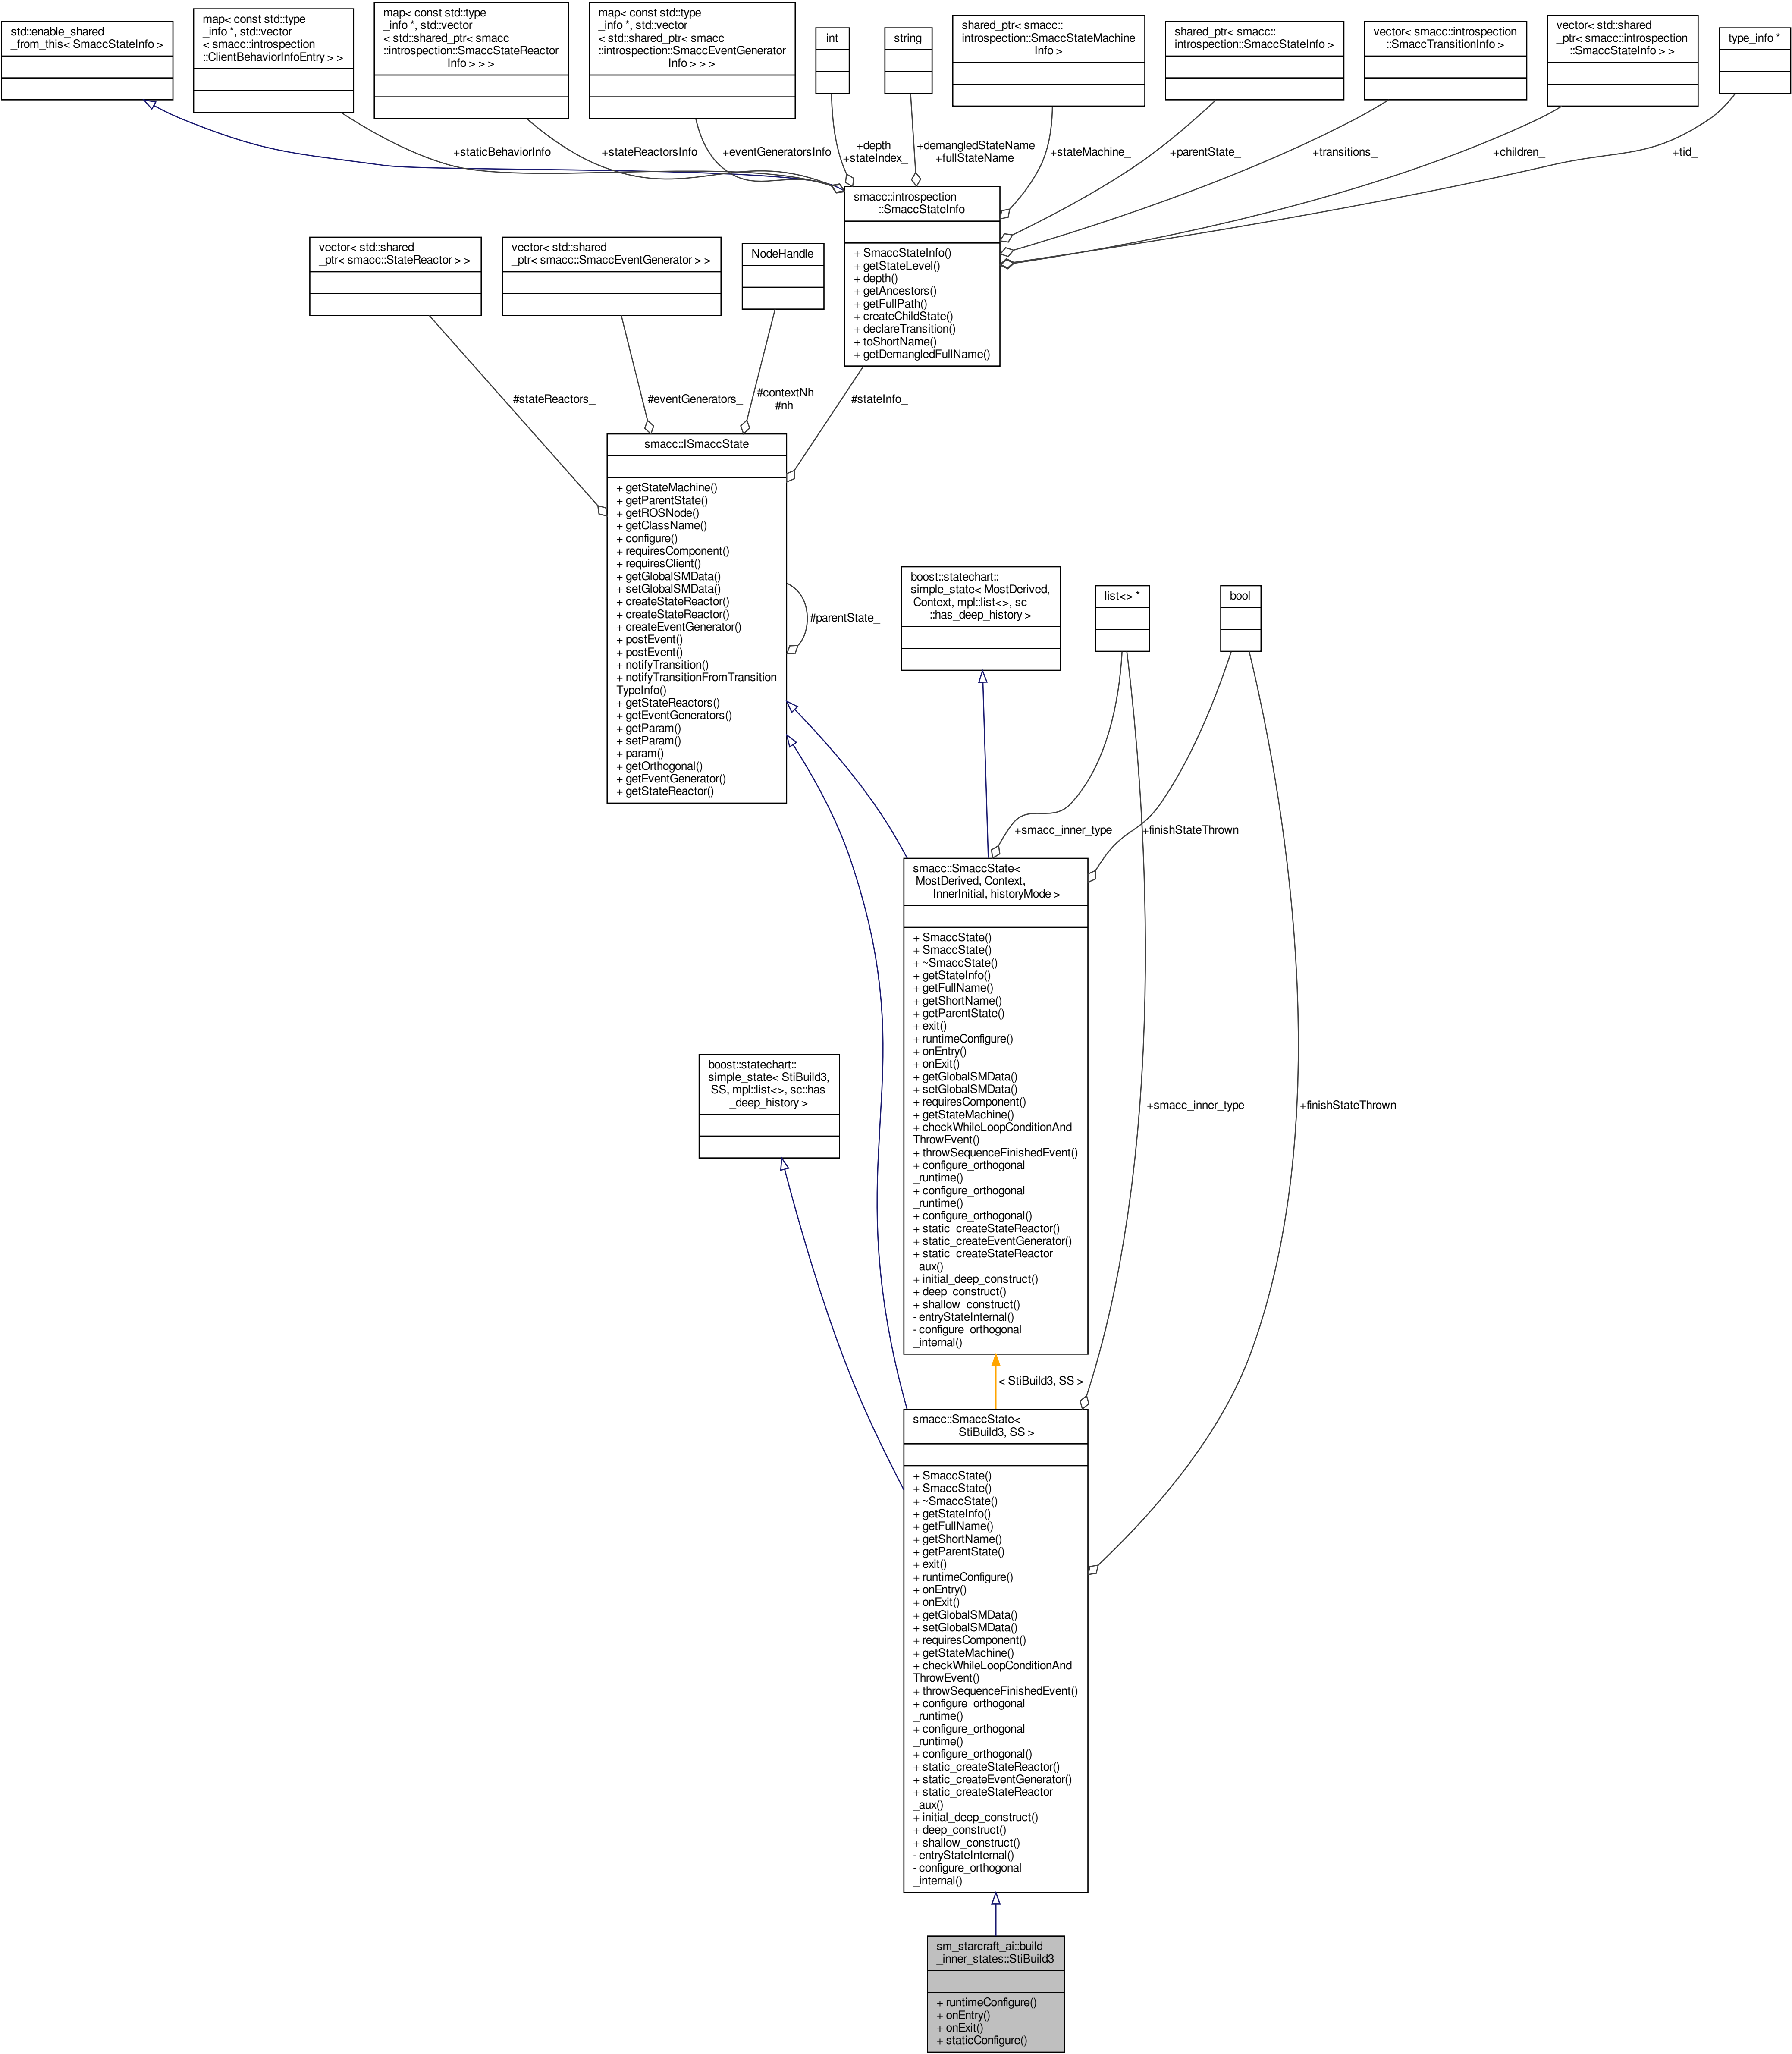 std::enable_shared
_from_this< SmaccStateInfo >
map< const std::type
_info *, std::vector
< smacc::introspection
::ClientBehaviorInfoEntry > >
map< const std::type
_info *, std::vector
< std::shared_ptr< smacc
::introspection::SmaccStateReactor
Info > > >
map< const std::type
_info *, std::vector
< std::shared_ptr< smacc
::introspection::SmaccEventGenerator
Info > > >
int
string
shared_ptr< smacc::
introspection::SmaccStateMachine
Info >
shared_ptr< smacc::
introspection::SmaccStateInfo >
vector< smacc::introspection
::SmaccTransitionInfo >
vector< std::shared
_ptr< smacc::introspection
::SmaccStateInfo > >
type_info *
+staticBehaviorInfo
+stateReactorsInfo
+eventGeneratorsInfo
+depth_
+stateIndex_
+demangledStateName
+fullStateName
+stateMachine_
+parentState_
+transitions_
+children_
+tid_
smacc::introspection
::SmaccStateInfo
+ SmaccStateInfo()
+ getStateLevel()
+ depth()
+ getAncestors()
+ getFullPath()
+ createChildState()
+ declareTransition()
+ toShortName()
+ getDemangledFullName()
vector< std::shared
_ptr< smacc::StateReactor > >
vector< std::shared
_ptr< smacc::SmaccEventGenerator > >
NodeHandle
#stateReactors_
#eventGenerators_
#contextNh
#nh
#stateInfo_
smacc::ISmaccState
+ getStateMachine()
+ getParentState()
+ getROSNode()
+ getClassName()
+ configure()
+ requiresComponent()
+ requiresClient()
+ getGlobalSMData()
+ setGlobalSMData()
+ createStateReactor()
+ createStateReactor()
+ createEventGenerator()
+ postEvent()
+ postEvent()
+ notifyTransition()
+ notifyTransitionFromTransition
TypeInfo()
+ getStateReactors()
+ getEventGenerators()
+ getParam()
+ setParam()
+ param()
+ getOrthogonal()
+ getEventGenerator()
+ getStateReactor()
#parentState_
boost::statechart::
simple_state< MostDerived,
Context, mpl::list<>, sc
::has_deep_history >
list<> *
bool
+smacc_inner_type
+finishStateThrown
smacc::SmaccState<
MostDerived, Context,
InnerInitial, historyMode >
+ SmaccState()
+ SmaccState()
+ ~SmaccState()
+ getStateInfo()
+ getFullName()
+ getShortName()
+ getParentState()
+ exit()
+ runtimeConfigure()
+ onEntry()
+ onExit()
+ getGlobalSMData()
+ setGlobalSMData()
+ requiresComponent()
+ getStateMachine()
+ checkWhileLoopConditionAnd
ThrowEvent()
+ throwSequenceFinishedEvent()
+ configure_orthogonal
_runtime()
+ configure_orthogonal
_runtime()
+ configure_orthogonal()
+ static_createStateReactor()
+ static_createEventGenerator()
+ static_createStateReactor
_aux()
+ initial_deep_construct()
+ deep_construct()
+ shallow_construct()
- entryStateInternal()
- configure_orthogonal
_internal()
boost::statechart::
simple_state< StiBuild3,
SS, mpl::list<>, sc::has
_deep_history >
+smacc_inner_type
+finishStateThrown
< StiBuild3, SS >
smacc::SmaccState<
StiBuild3, SS >
+ SmaccState()
+ SmaccState()
+ ~SmaccState()
+ getStateInfo()
+ getFullName()
+ getShortName()
+ getParentState()
+ exit()
+ runtimeConfigure()
+ onEntry()
+ onExit()
+ getGlobalSMData()
+ setGlobalSMData()
+ requiresComponent()
+ getStateMachine()
+ checkWhileLoopConditionAnd
ThrowEvent()
+ throwSequenceFinishedEvent()
+ configure_orthogonal
_runtime()
+ configure_orthogonal
_runtime()
+ configure_orthogonal()
+ static_createStateReactor()
+ static_createEventGenerator()
+ static_createStateReactor
_aux()
+ initial_deep_construct()
+ deep_construct()
+ shallow_construct()
- entryStateInternal()
- configure_orthogonal
_internal()
sm_starcraft_ai::build
_inner_states::StiBuild3
+ runtimeConfigure()
+ onEntry()
+ onExit()
+ staticConfigure()